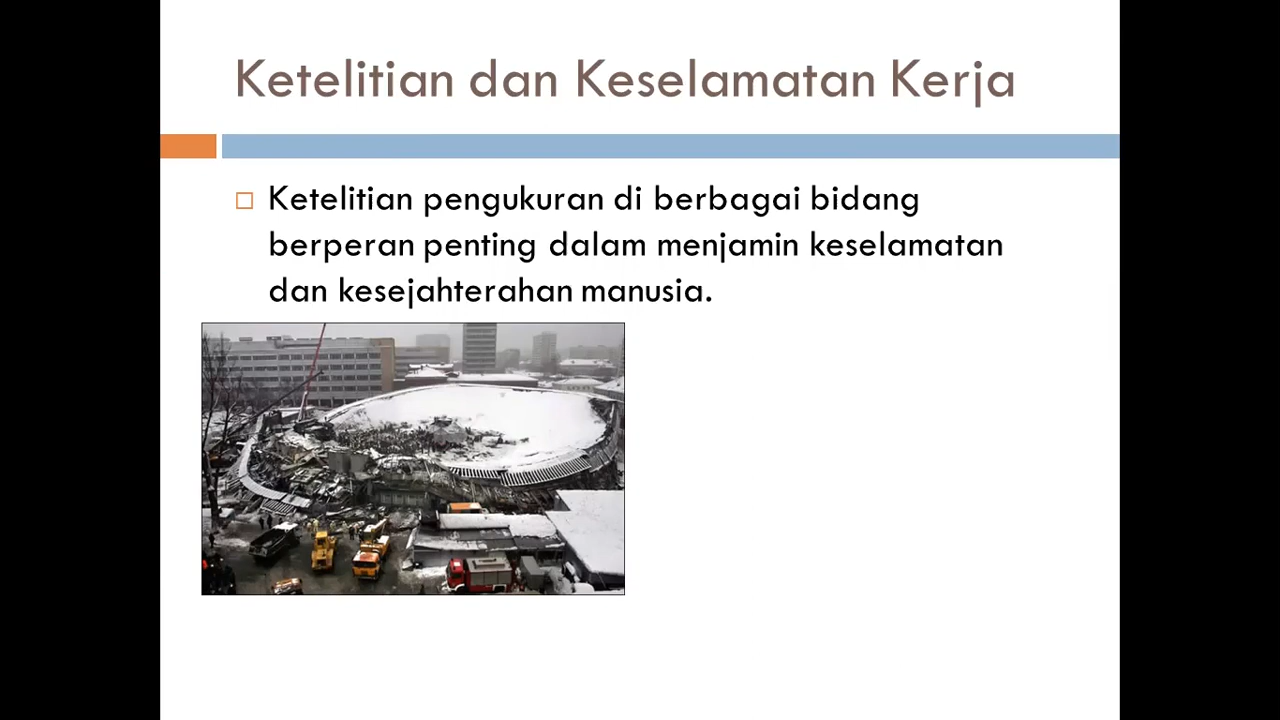 Ketelitian dan Keselamatan Kerja
Ketelitian pengukuran di berbagai bidang
berperan penting dalam menjamin keselamatan
dan kesejahterahan manusia.